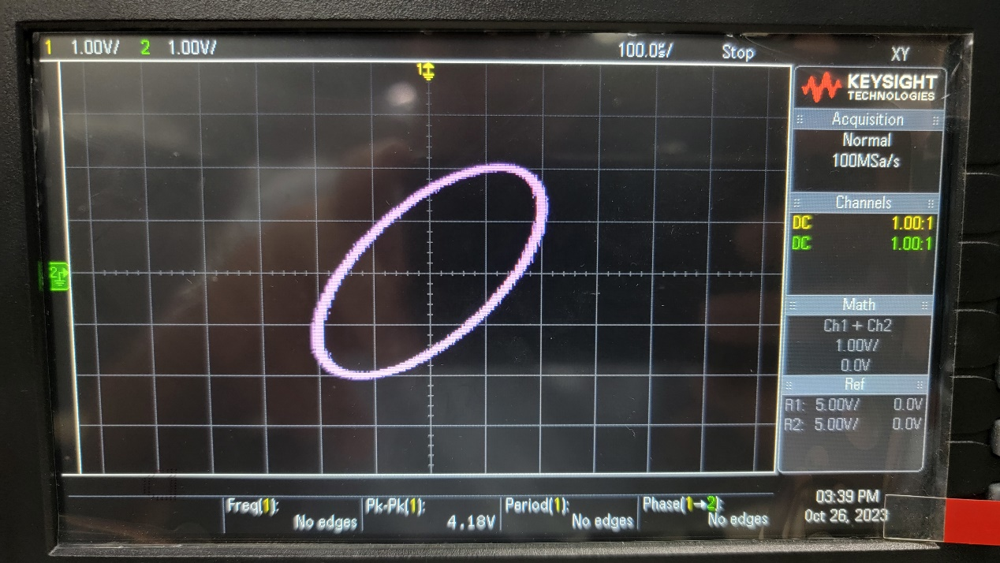 1 1.00V/ 2 1.00V/ 100.0µs/ Stop XY
1
KEYSIGHT
TECHNOLOGIES
Acquisition
Normal
100MSa/s
Channels
DC 1.00:1
DC 1.00:1
2
Math
Ch1 + Ch2
1.00V/
0.0V
Ref
R1: 5.00V/ 0.0V
R2: 5.00V/ 0.0V
Freq(1): Pk-Pk(1): Period(1): Phase(1→2):
No edges 4.18V No edges No edges
03:39 PM
Oct 26, 2023